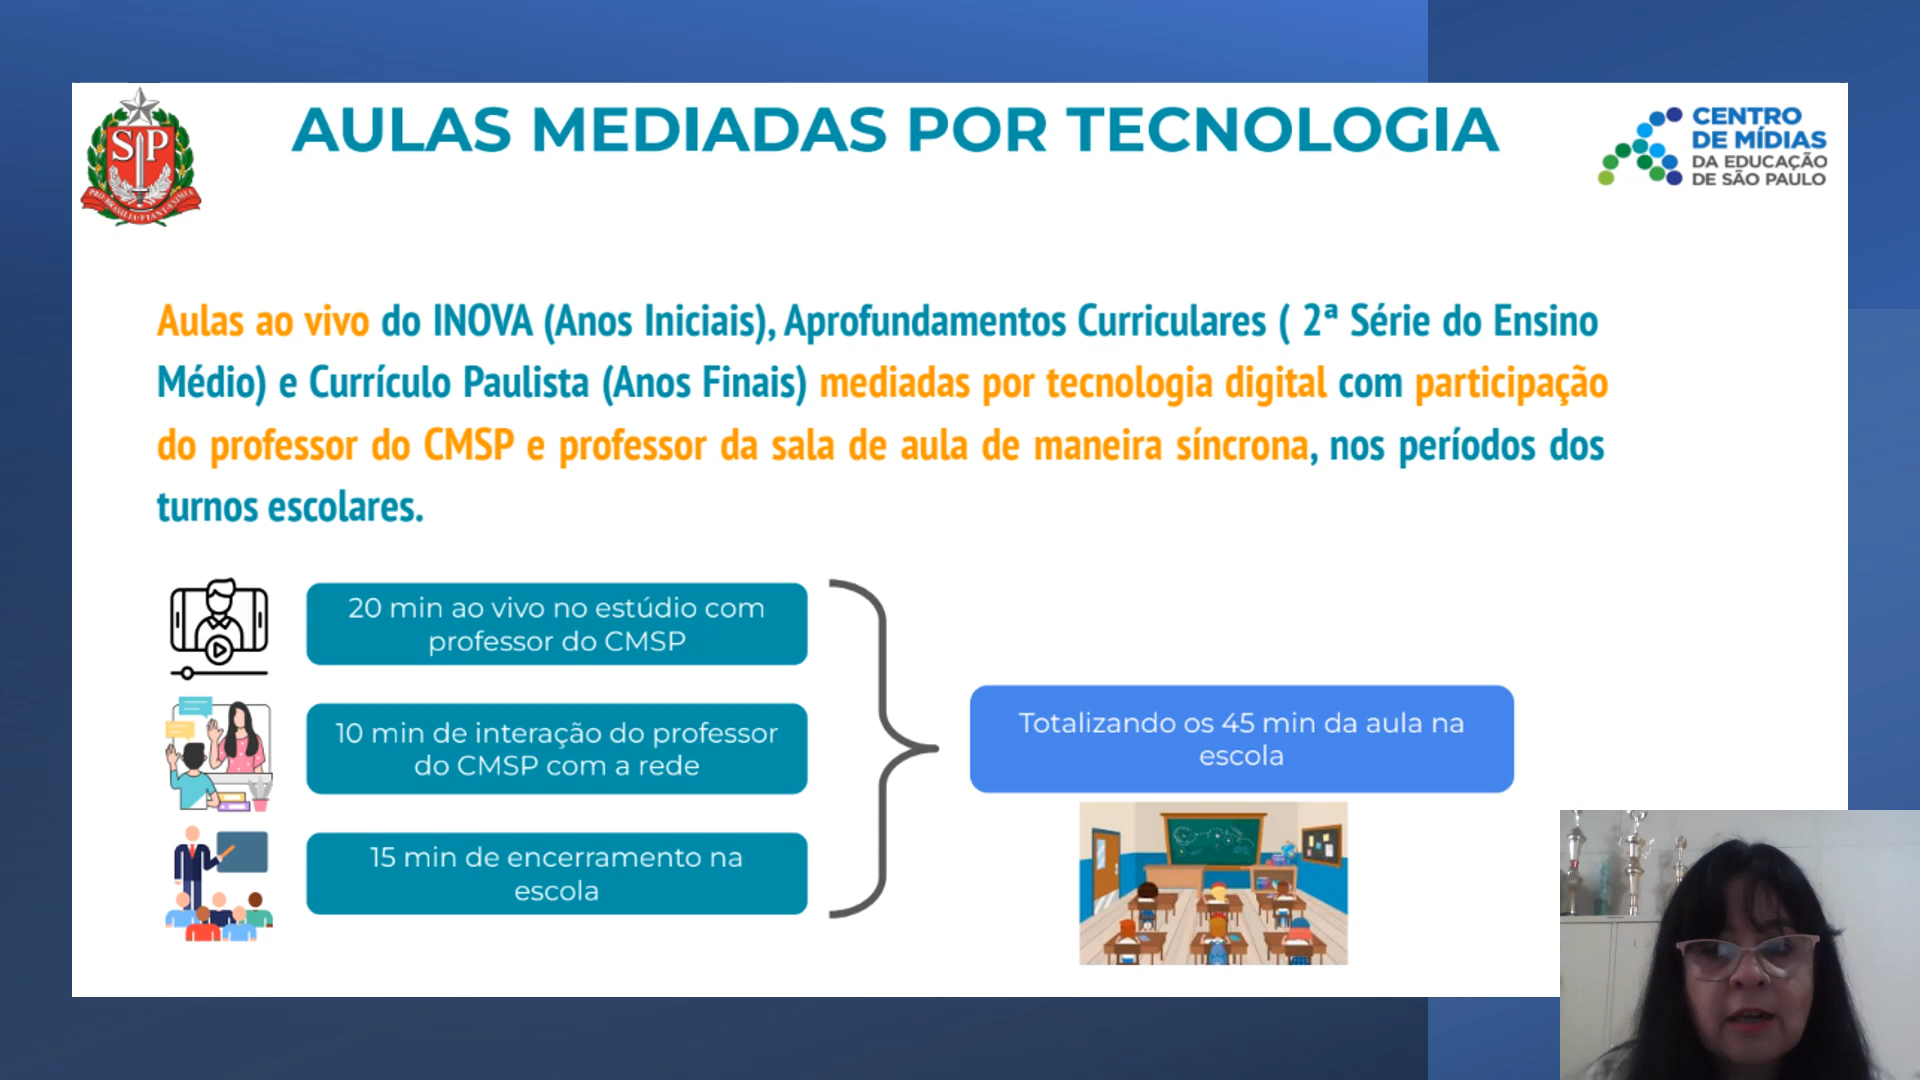 AULAS MEDIADAS POR TECNOLOGIA
SP
CENTRO
DE MÍDIAS
DA EDUCAÇÃO
DE SÃO PAULO
Aulas ao vivo do INOVA (Anos Iniciais), Aprofundamentos Curriculares ( 2ª Série do Ensino
Médio) e Currículo Paulista (Anos Finais) mediadas por tecnologia digital com participação
do professor do CMSP e professor da sala de aula de maneira síncrona, nos períodos dos
turnos escolares.
20 min ao vivo no estúdio com
professor do CMSP
10 min de interação do professor
do CMSP com a rede
15 min de encerramento na
escola
Totalizando os 45 min da aula na
escola